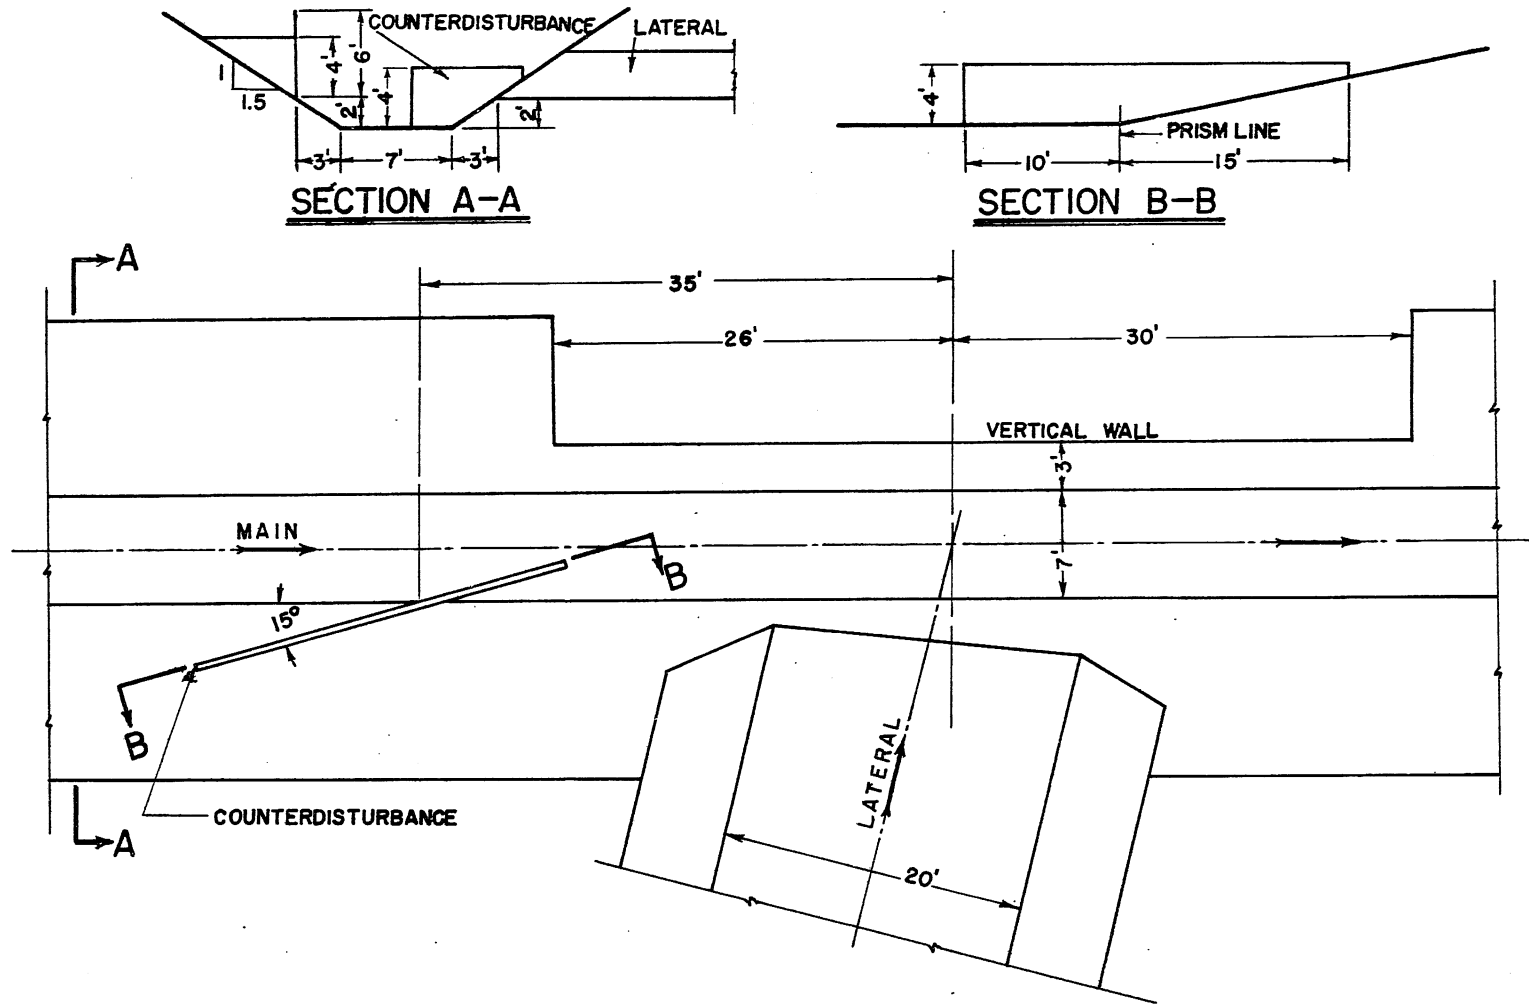 COUNTERDISTURBANCE
LATERAL
6'
4'
1
1.5
2'
4'
2'
3'
7'
3'
SECTION A-A
4'
PRISM LINE
10'
15'
SECTION B-B
A
35'
26'
30'
VERTICAL WALL
3'
MAIN
7'
B
15°
B
LATERAL
COUNTERDISTURBANCE
A
20'